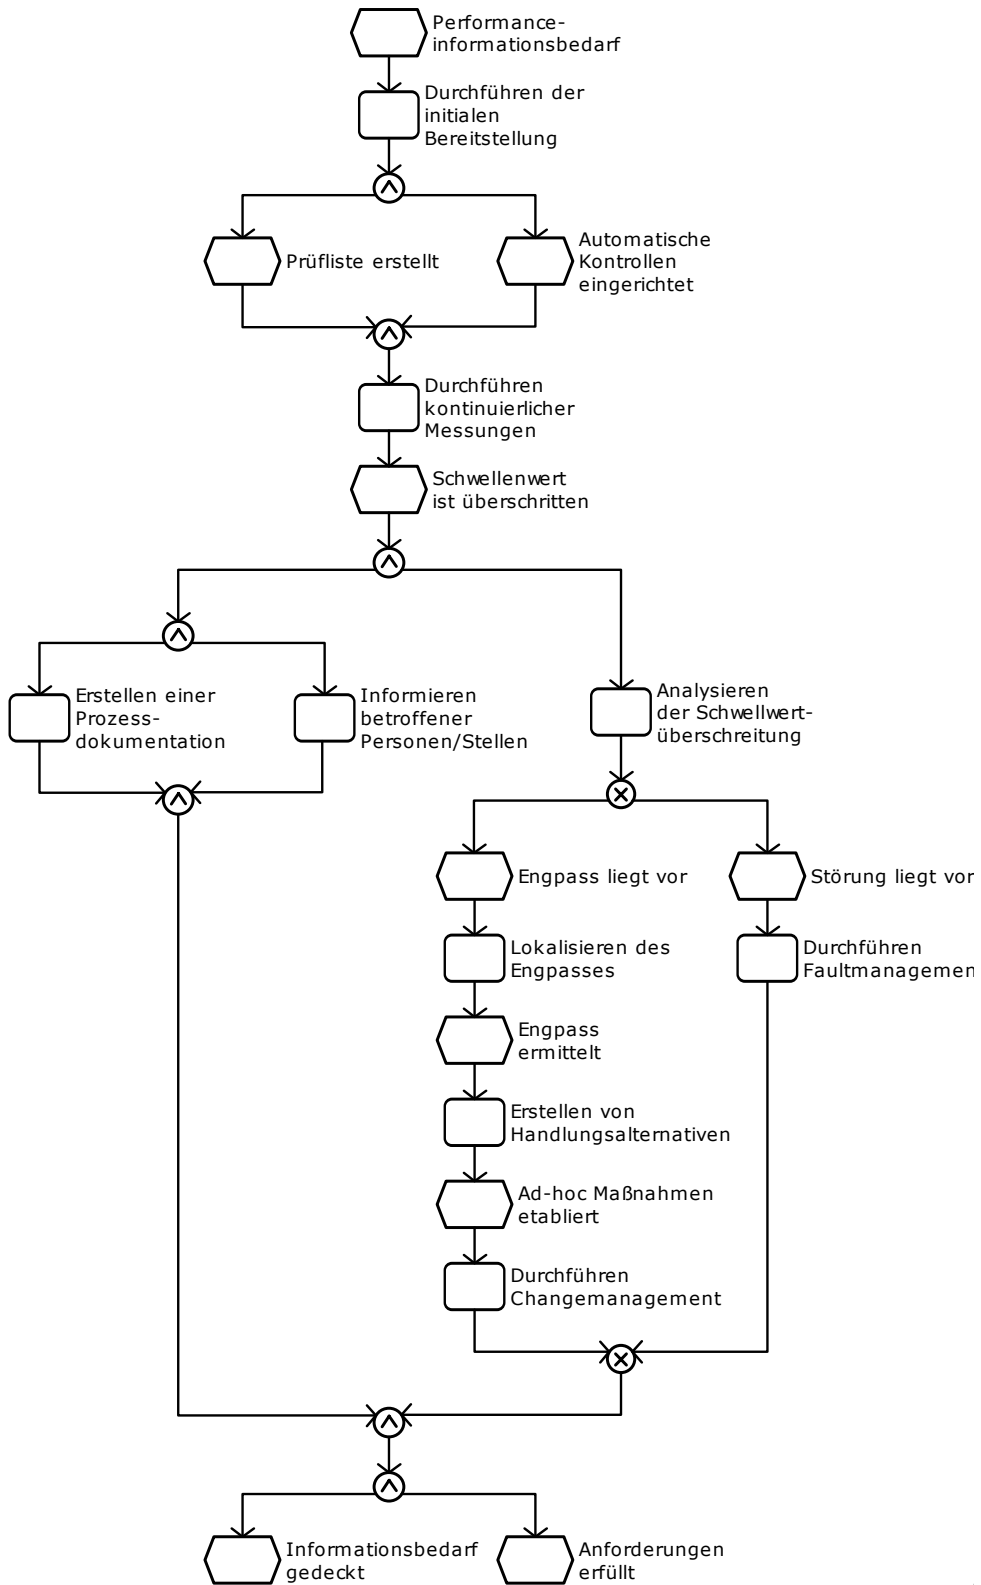 Performance-
informationsbedarf
Durchführen der
initialen
Bereitstellung
Prüfliste erstellt
Automatische
Kontrollen
eingerichtet
Durchführen
kontinuierlicher
Messungen
Schwellenwert
ist überschritten
Erstellen einer
Prozess-
dokumentation
Informieren
betroffener
Personen/Stellen
Analysieren
der Schwellwert-
überschreitung
Engpass liegt vor
Störung liegt vor
Lokalisieren des
Engpasses
Durchführen
Faultmanagemen
Engpass
ermittelt
Erstellen von
Handlungsalternativen
Ad-hoc Maßnahmen
etabliert
Durchführen
Changemanagement
Informationsbedarf
gedeckt
Anforderungen
erfüllt